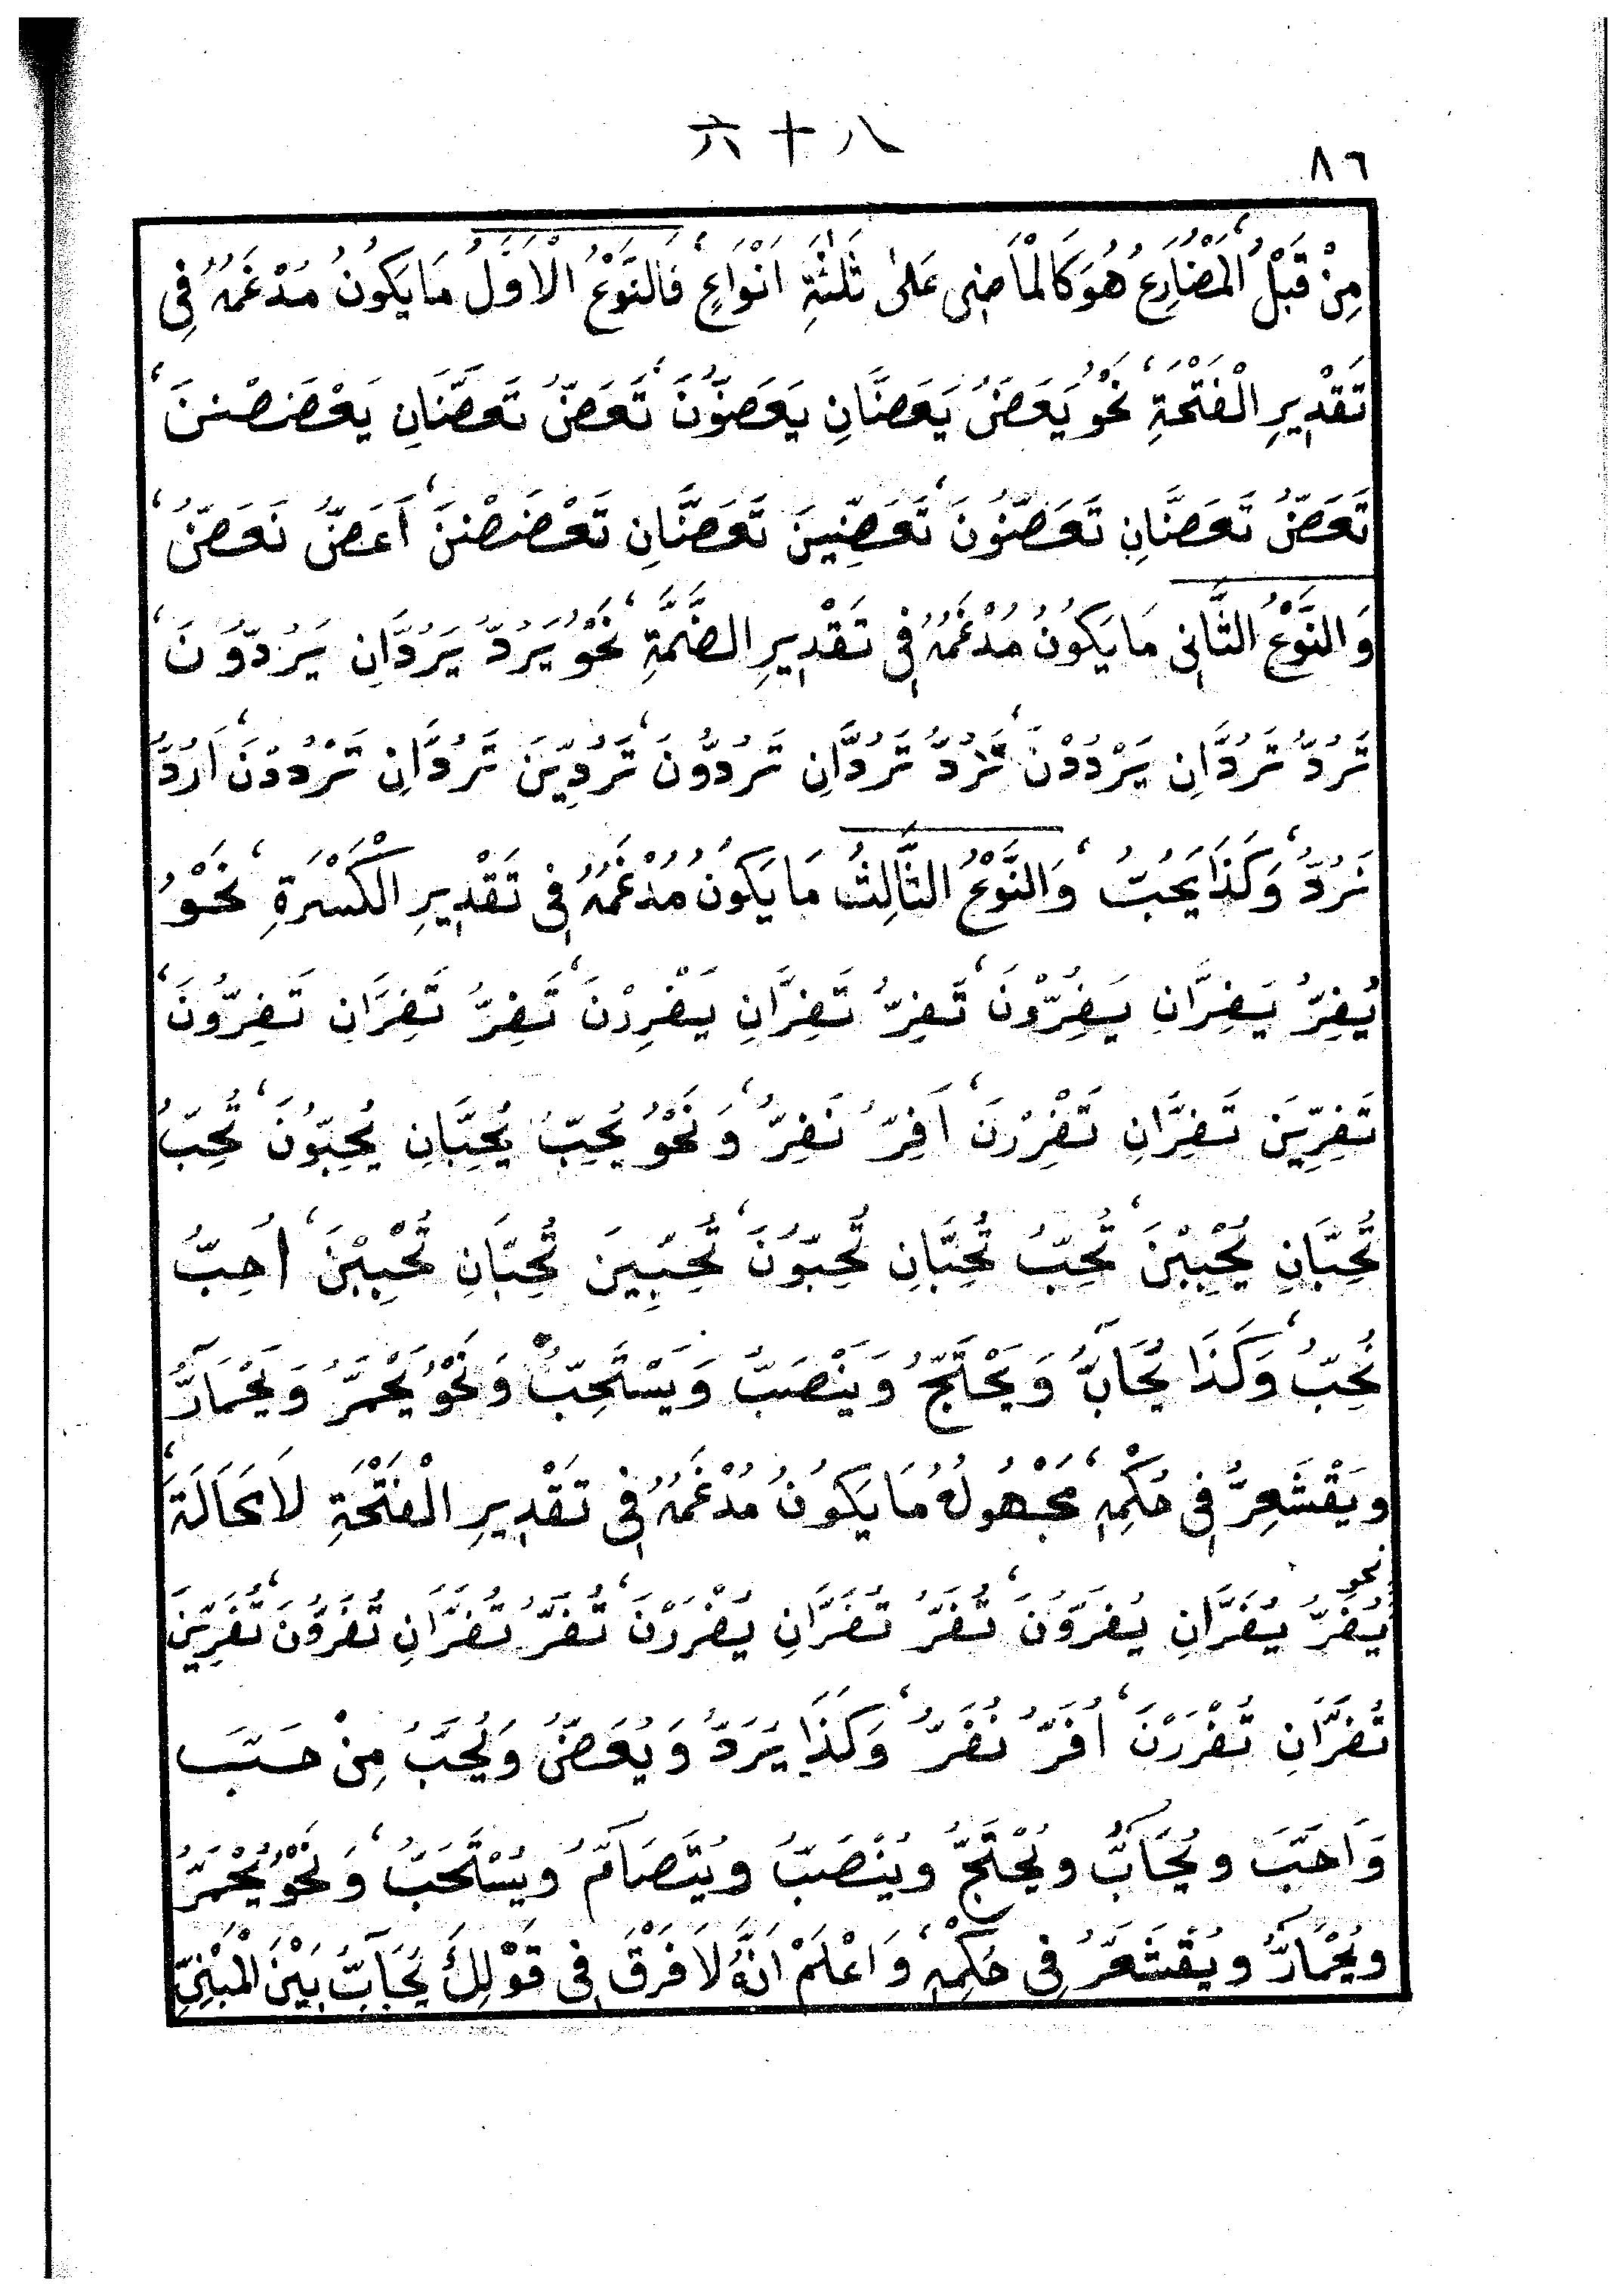 六十八
٨٦
مِنْ قَبْلُ الْمُضَارِعُ هُوَ كَالْمَاضِى عَلىٰ ثَلٰثَةِ اَنْوَاعٍ، فَالنَّوْعُ الْاَوَّلُ مَا يَكُونُ مُدْغَمُهُ فِى
تَقْدِيرِ الْفَتْحَةِ، نَحْوُ يَعَضُّ يَعَضَّانِ يَعَضُّونَ، تَعَضُّ تَعَضَّانِ يَعْضَضْنَ،
تَعَضُّ تَعَضَّانِ تَعَضُّونَ، تَعَضِّينَ تَعَضَّانِ تَعْضَضْنَ، اَعَضُّ نَعَضُّ،
وَالنَّوْعُ الثَّانِى مَا يَكُونُ مُدْغَمُهُ فِى تَقْدِيرِ الضَّمَّةِ، نَحْوُ يَرُدُّ يَرُدَّانِ يَرُدُّونَ،
تَرُدُّ تَرُدَّانِ يَرْدُدْنَ، تَرُدُّ تَرُدَّانِ تَرُدُّونَ، تَرُدِّينَ تَرُدَّانِ تَرْدُدْنَ، اَرُدُّ
نَرُدُّ، وَكَذَا يَحُبُّ، وَالنَّوْعُ الثَّالِثُ مَا يَكُونُ مُدْغَمُهُ فِى تَقْدِيرِ الْكَسْرَةِ، نَحْوُ
يَفِرُّ يَفِرَّانِ يَفِرُّونَ، تَفِرُّ تَفِرَّانِ يَفْرِرْنَ، تَفِرُّ تَفِرَّانِ تَفِرُّونَ،
تَفِرِّينَ تَفِرَّانِ تَفْرِرْنَ، اَفِرُّ نَفِرُّ، وَنَحْوُ يُحِبُّ يُحِبَّانِ يُحِبُّونَ، تُحِبُّ
تُحِبَّانِ يُحْبِبْنَ، تُحِبُّ تُحِبَّانِ تُحِبُّونَ، تُحِبِّينَ تُحِبَّانِ تُحْبِبْنَ، اُحِبُّ
نُحِبُّ، وَكَذَا يُحَابُّ وَيَحْتَجُّ وَيَنْصَبُّ وَيَسْتَحِبُّ، وَنَحْوُ يَحْمَرُّ وَيَحْمَارُّ
وَيَقْشَعِرُّ فِى حُكْمِهِ، مَجْهُولُهُ مَا يَكُونُ مُدْغَمُهُ فِى تَقْدِيرِ الْفَتْحَةِ لَا مَحَالَةَ،
نحو
يُفَرُّ يُفَرَّانِ يُفَرُّونَ، تُفَرُّ تُفَرَّانِ يُفْرَرْنَ، تُفَرُّ تُفَرَّانِ تُفَرُّونَ، تُفَرِّينَ
تُفَرَّانِ تُفْرَرْنَ، اُفَرُّ نُفَرُّ، وَكَذَا يُرَدُّ وَيُعَضُّ وَيُحَبُّ مِنْ حَبَّ
وَاَحَبَّ وَيُحَابُّ وَيُحْتَجُّ وَيُنْصَبُّ وَيُتَصَامُّ وَيُسْتَحَبُّ، وَنَحْوُ يُحْمَرُّ
وَيُحْمَارُّ وَيُقْشَعَرُّ فِى حُكْمِهِ، وَاعْلَمْ اَنَّهُ لَا فَرْقَ فِى قَوْلِكَ يُحَابُّ بَيْنَ الْمَبْنِىِّ